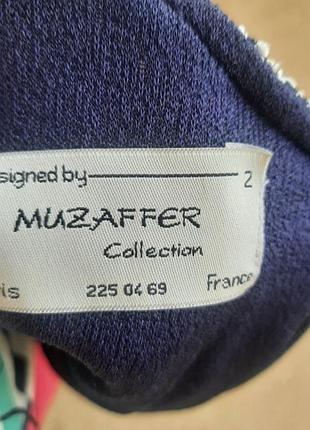 signed by 2
MUZAFFER
Collection
is 225 04 69 France